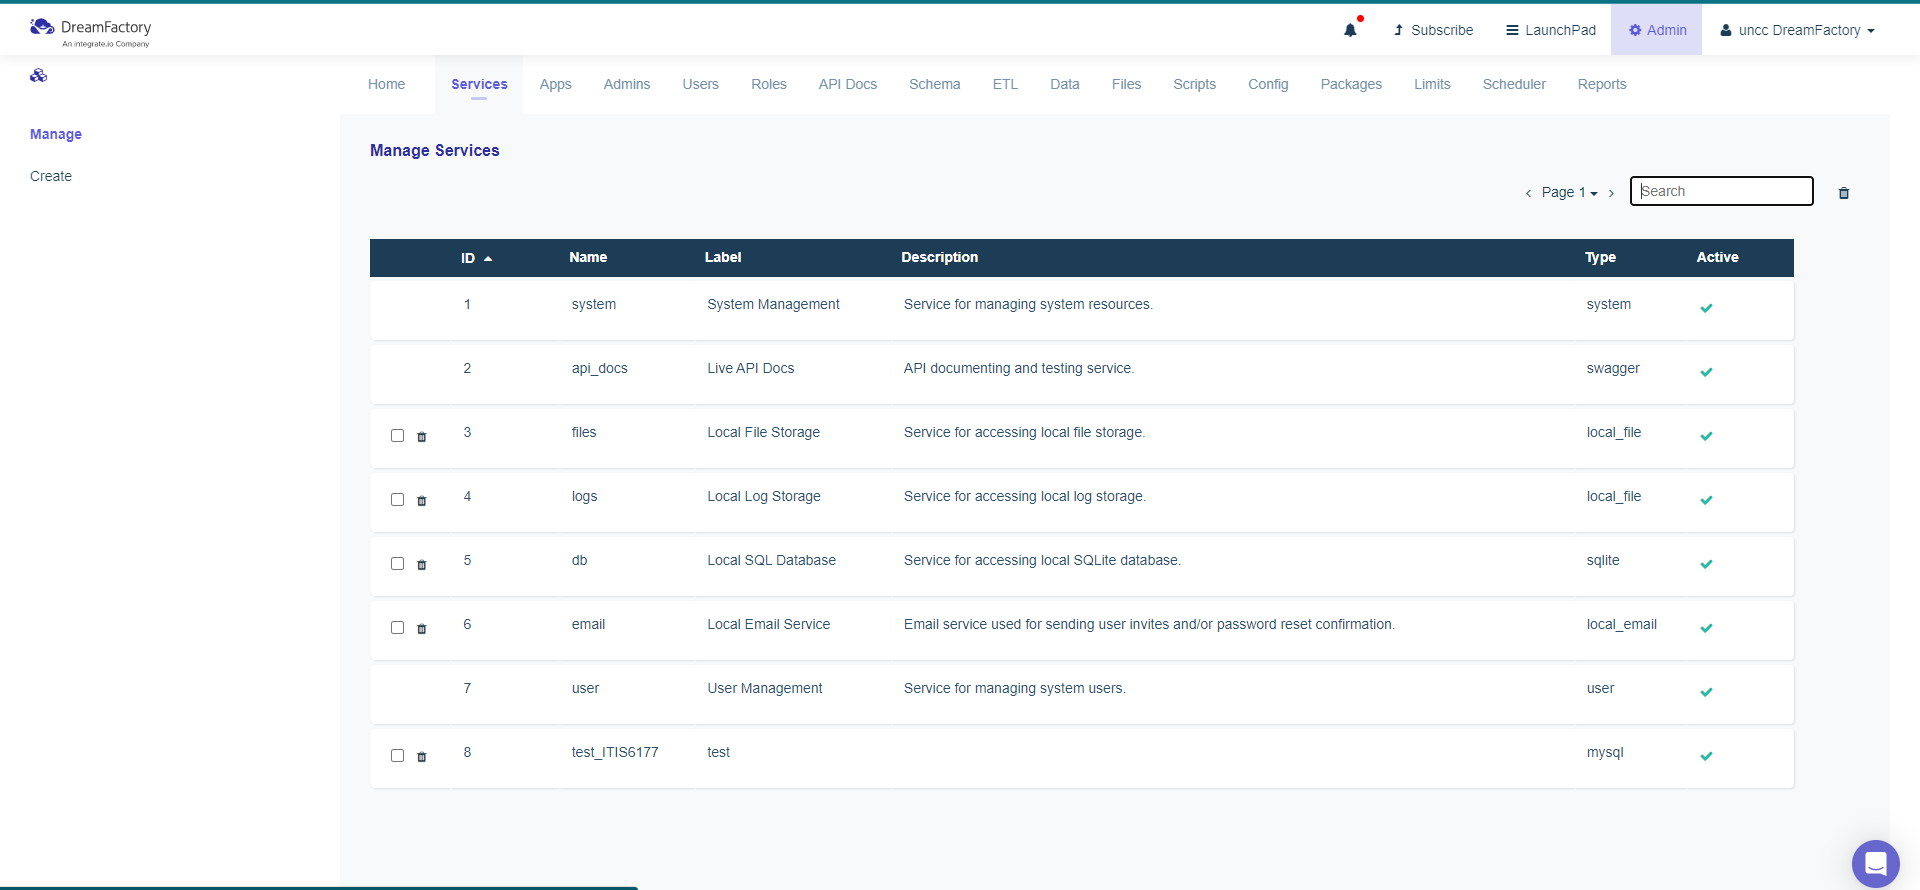 DreamFactory
An integrate.io Company
Subscribe
LaunchPad
Admin
uncc DreamFactory
Home
Services
Apps
Admins
Users
Roles
API Docs
Schema
ETL
Data
Files
Scripts
Config
Packages
Limits
Scheduler
Reports
Manage
Create
Manage Services
Page 1
Search
ID Name Label Description Type Active
1 system System Management Service for managing system resources. system
2 api_docs Live API Docs API documenting and testing service. swagger
3 files Local File Storage Service for accessing local file storage. local_file
4 logs Local Log Storage Service for accessing local log storage. local_file
5 db Local SQL Database Service for accessing local SQLite database. sqlite
6 email Local Email Service Email service used for sending user invites and/or password reset confirmation. local_email
7 user User Management Service for managing system users. user
8 test_ITIS6177 test mysql